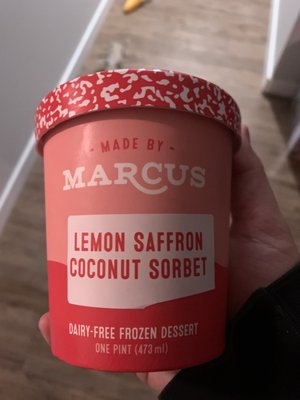 - MADE BY -
MARCUS
LEMON SAFFRON
COCONUT SORBET
DAIRY-FREE FROZEN DESSERT
ONE PINT (473 ml)